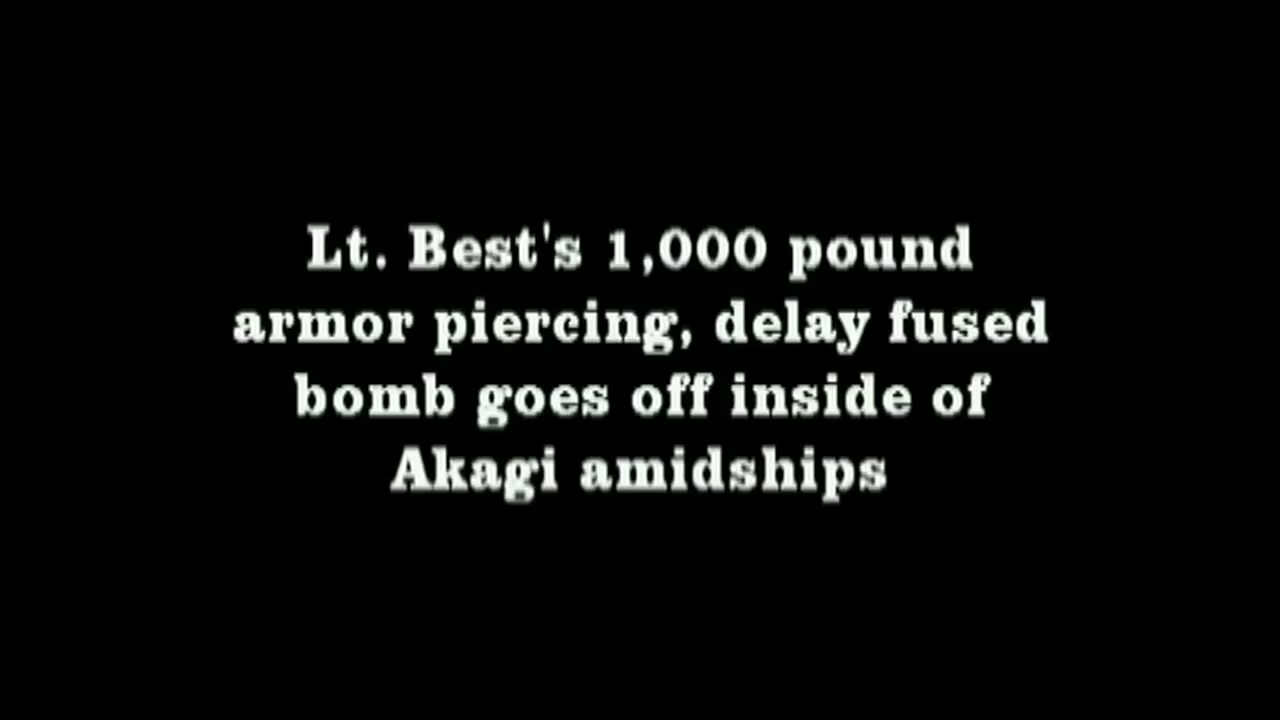 Lt. Best's 1,000 pound
armor piercing, delay fused
bomb goes off inside of
Akagi amidships